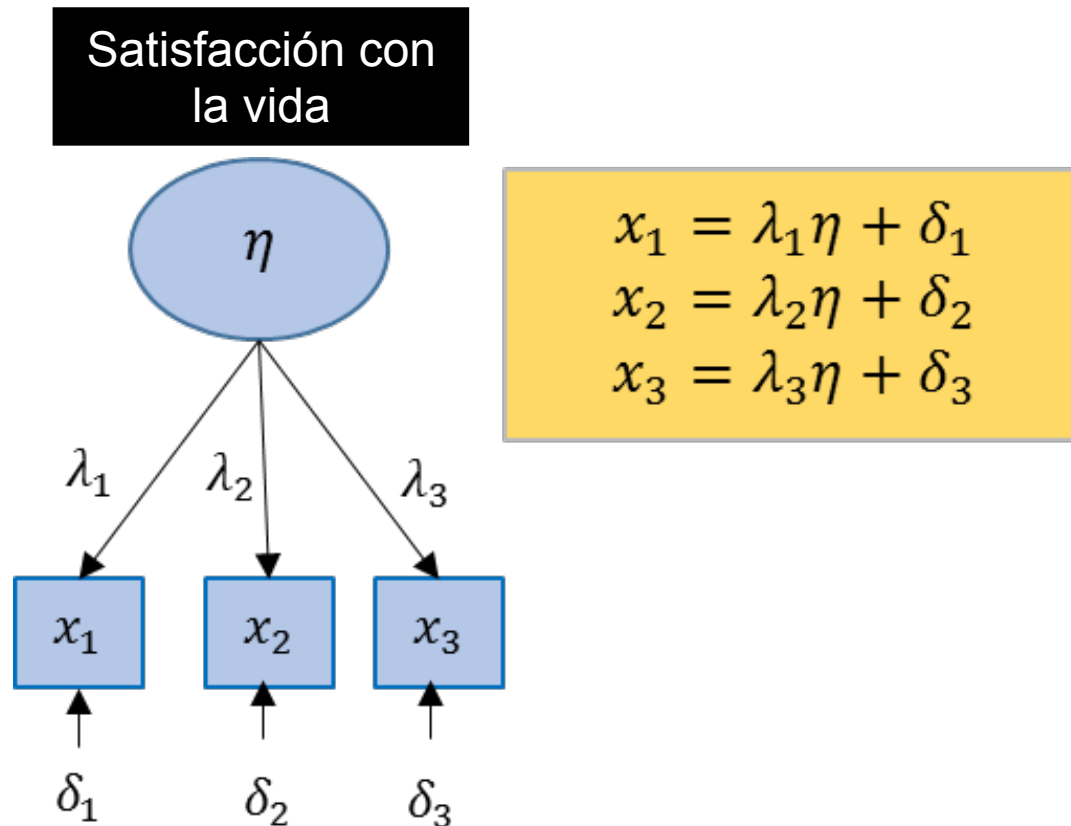 Satisfacción con
la vida
η
x₁ = λ₁η + δ₁
x₂ = λ₂η + δ₂
x₃ = λ₃η + δ₃
λ₁ λ₂ λ₃
x₁ x₂ x₃
δ₁ δ₂ δ₃